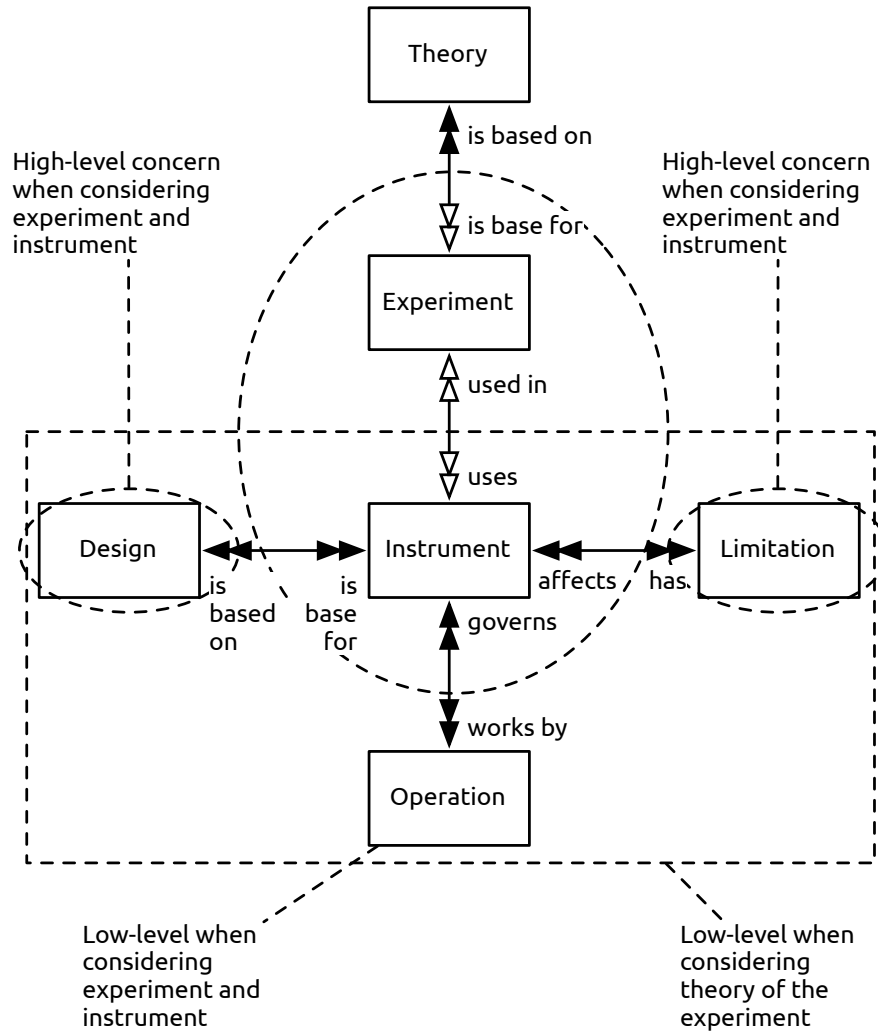 Theory
is based on
High-level concern
when considering
experiment and
instrument
High-level concern
when considering
experiment and
instrument
is base for
Experiment
used in
uses
Design
Instrument
Limitation
is
based
on
is
base
for
affects
has
governs
works by
Operation
Low-level when
considering
experiment and
instrument
Low-level when
considering
theory of the
experiment